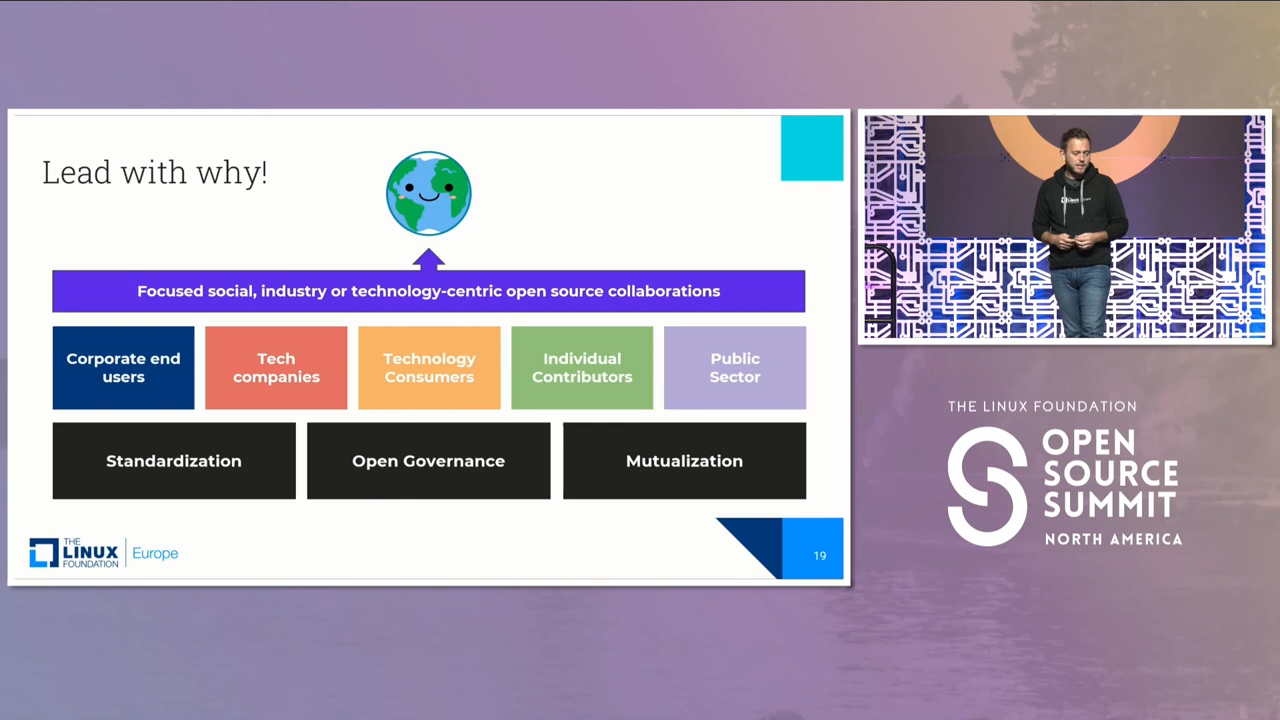 Lead with why!
Focused social, industry or technology-centric open source collaborations
Corporate end
users
Tech
companies
Technology
Consumers
Individual
Contributors
Public
Sector
Standardization
Open Governance
Mutualization
THE
LINUX
FOUNDATION
Europe
19
THE LINUX FOUNDATION
OPEN
SOURCE
SUMMIT
NORTH AMERICA